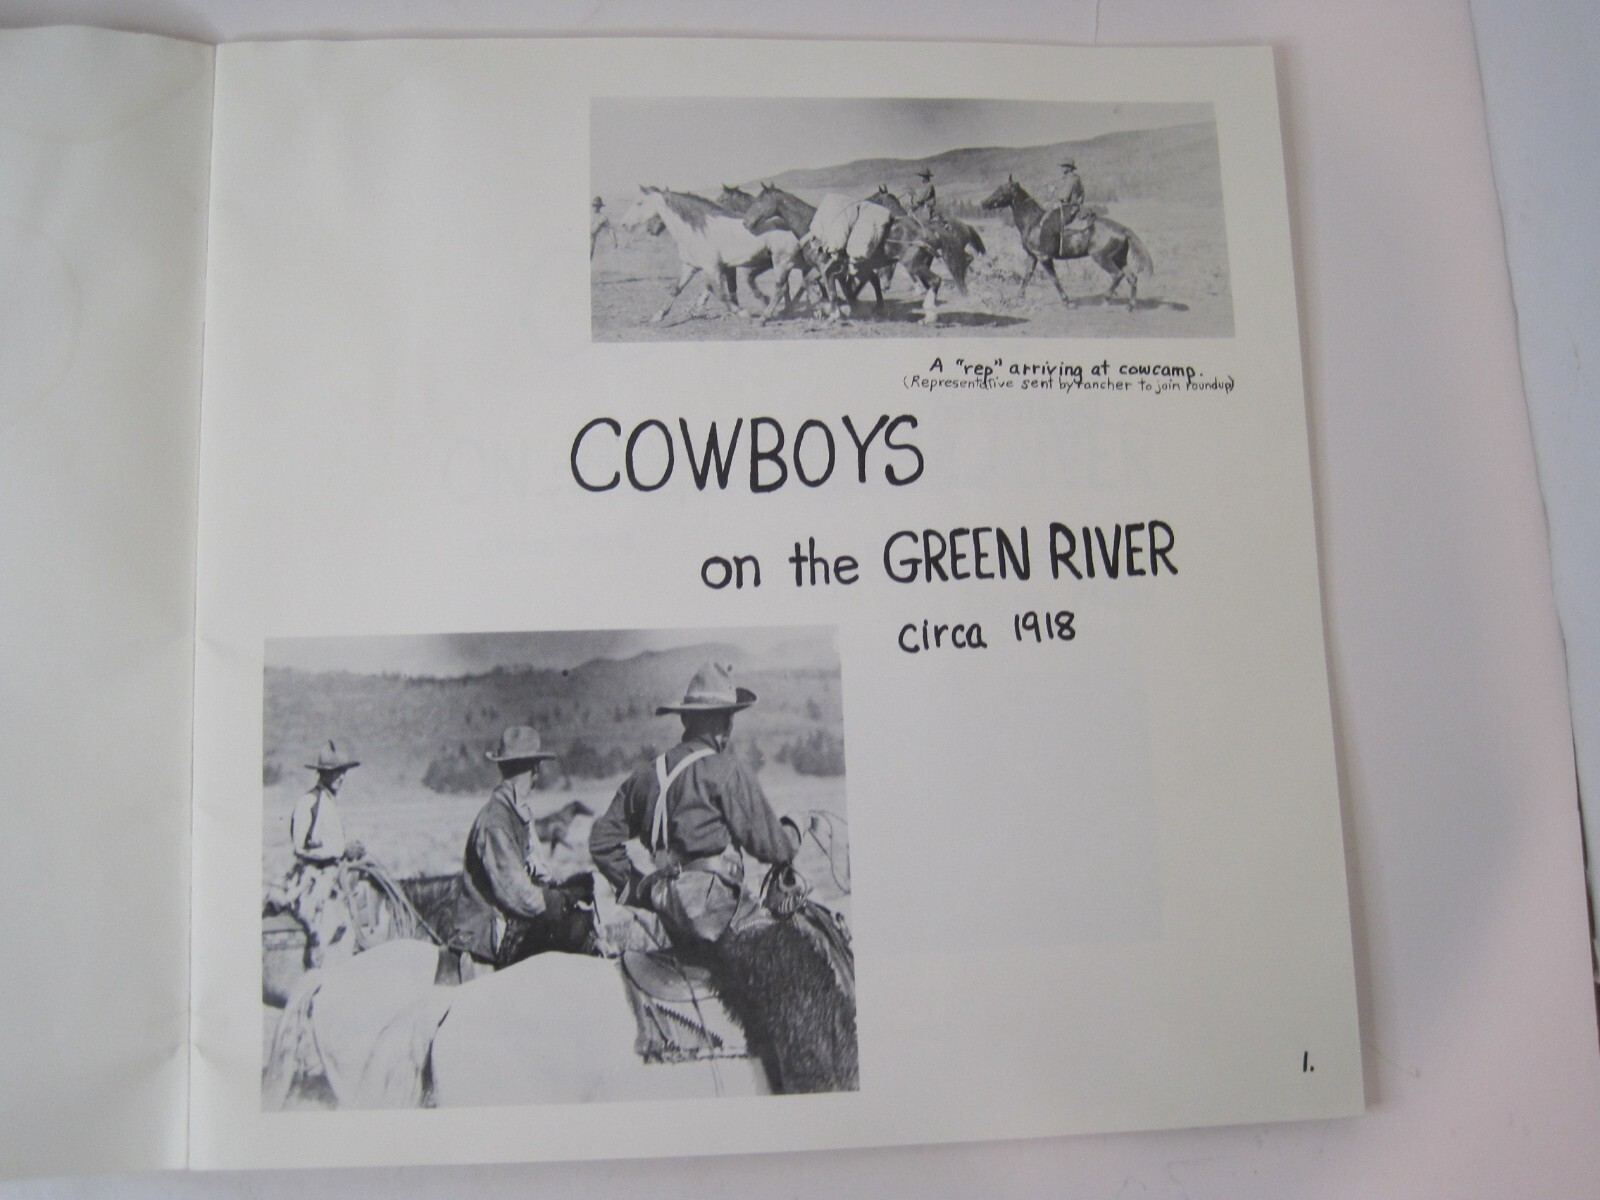 A "rep" arriving at cowcamp.
(Representative sent by rancher to join roundup)
COWBOYS
on the GREEN RIVER
circa 1918
1.